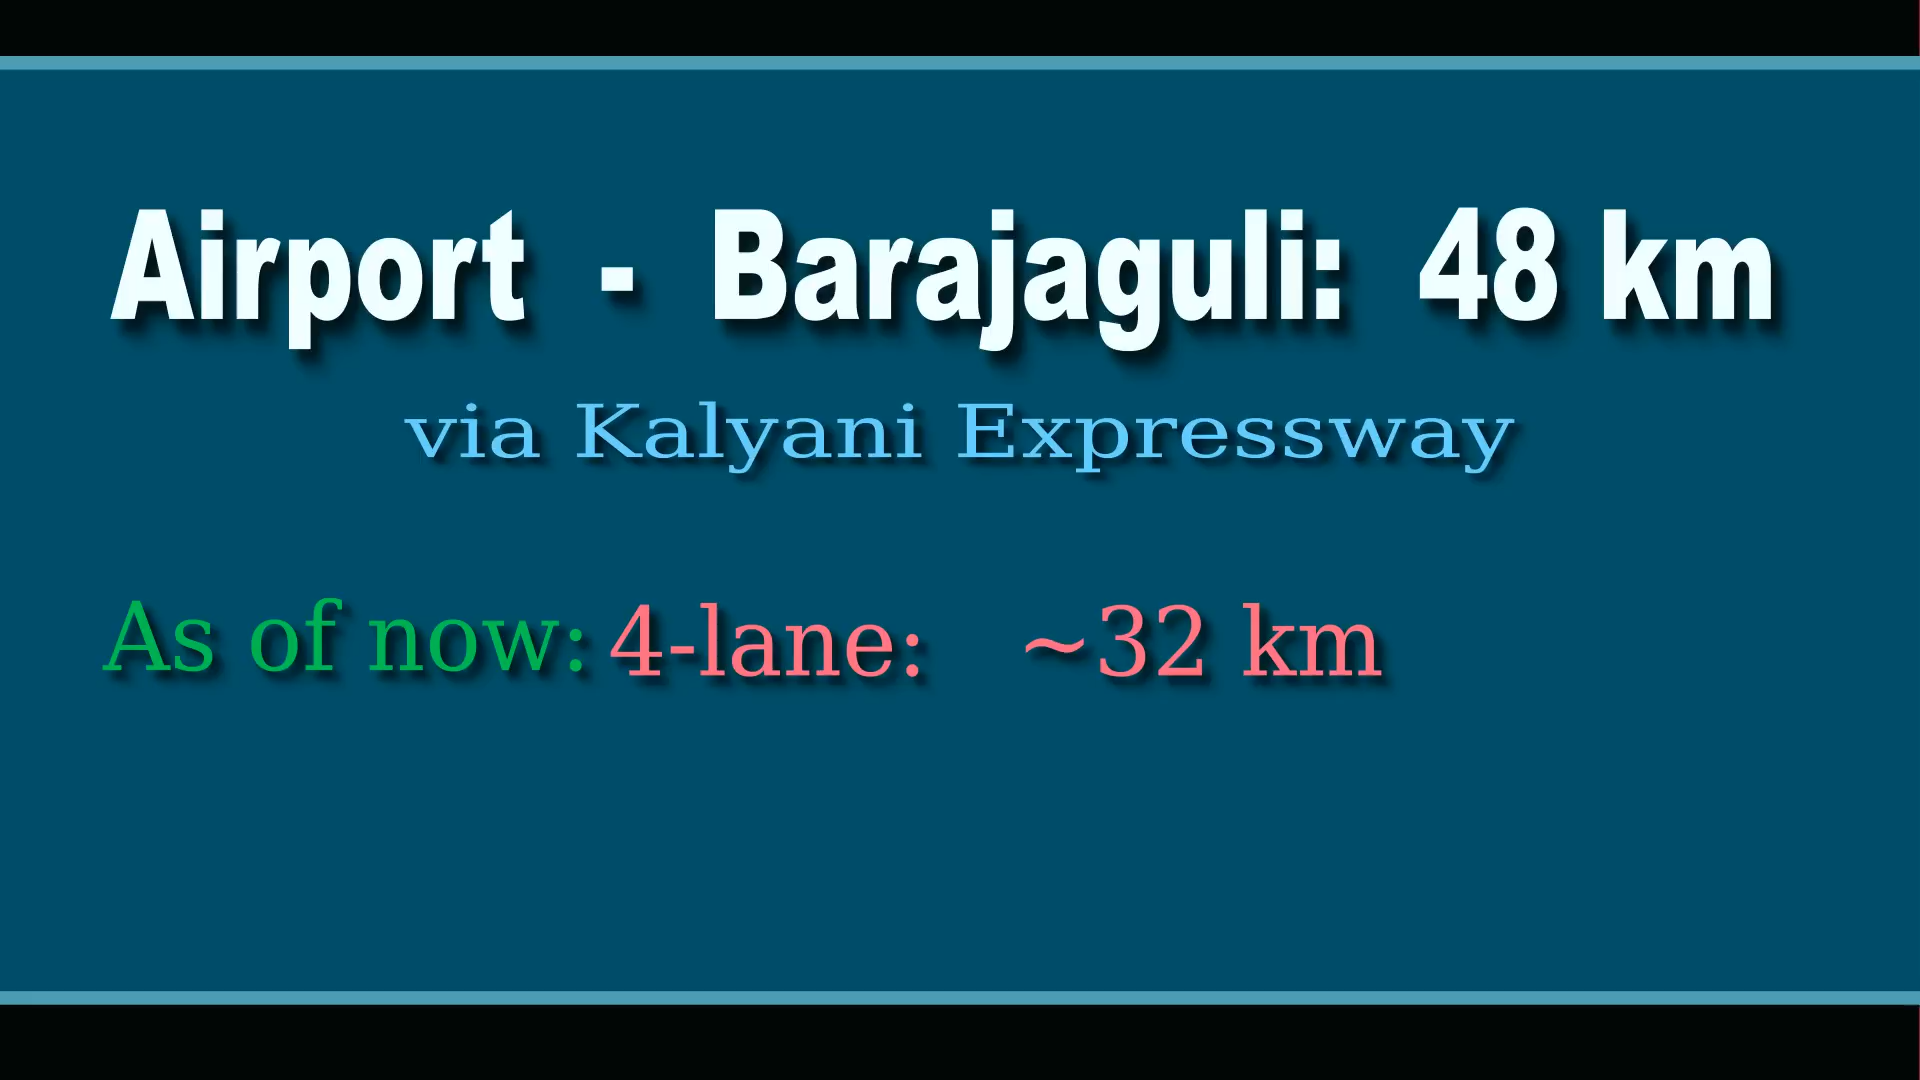 Airport - Barajaguli: 48 km
via Kalyani Expressway
As of now: 4-lane: ~32 km